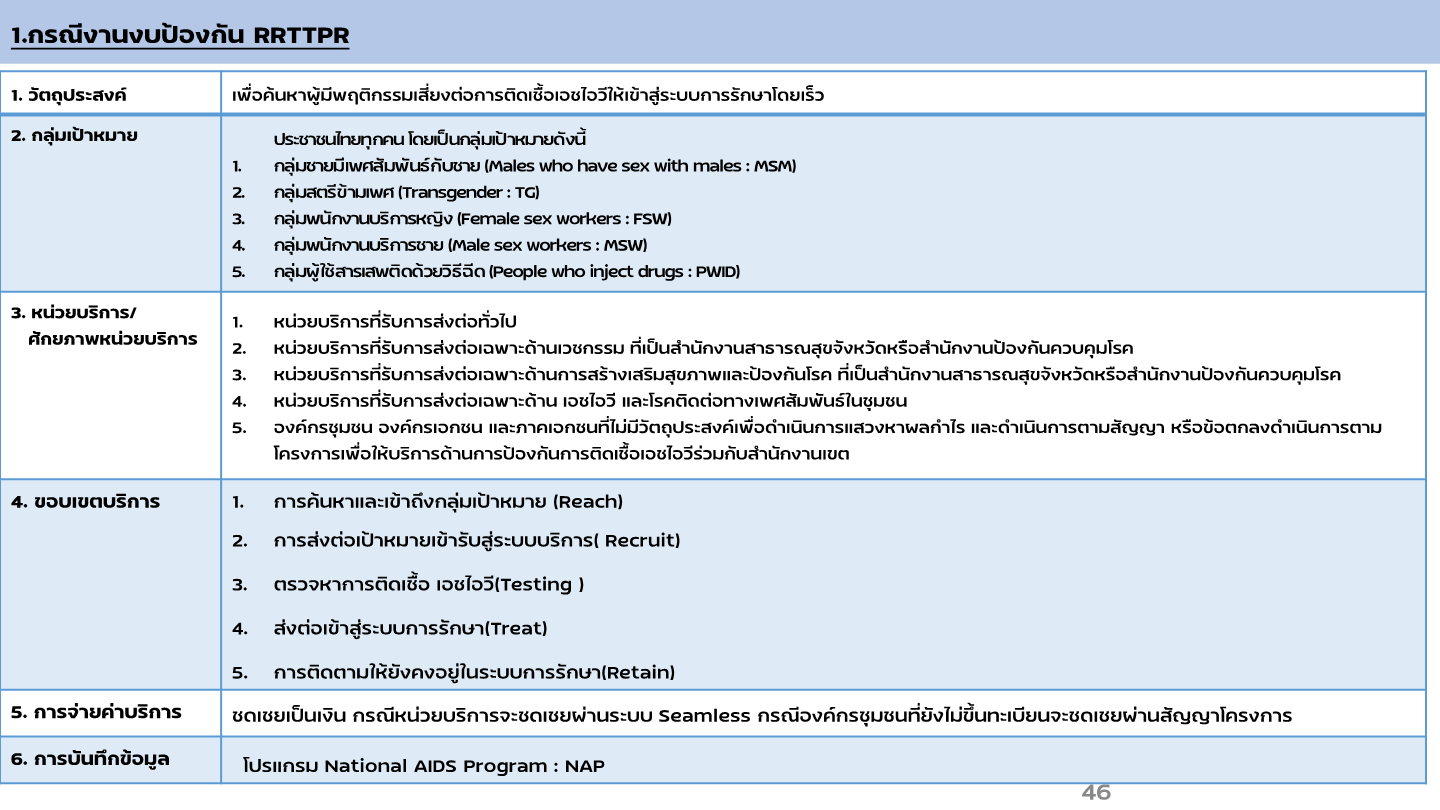 1.กรณีงานงบป้องกัน RRTTPR
1. วัตถุประสงค์
เพื่อค้นหาผู้มีพฤติกรรมเสี่ยงต่อการติดเชื้อเอชไอวีให้เข้าสู่ระบบการรักษาโดยเร็ว
2. กลุ่มเป้าหมาย
ประชาชนไทยทุกคน โดยเป็นกลุ่มเป้าหมายดังนี้
1. กลุ่มชายมีเพศสัมพันธ์กับชาย (Males who have sex with males : MSM)
2. กลุ่มสตรีข้ามเพศ (Transgender : TG)
3. กลุ่มพนักงานบริการหญิง (Female sex workers : FSW)
4. กลุ่มพนักงานบริการชาย (Male sex workers : MSW)
5. กลุ่มผู้ใช้สารเสพติดด้วยวิธีฉีด (People who inject drugs : PWID)
3. หน่วยบริการ/
ศักยภาพหน่วยบริการ
1. หน่วยบริการที่รับการส่งต่อทั่วไป
2. หน่วยบริการที่รับการส่งต่อเฉพาะด้านเวชกรรม ที่เป็นสำนักงานสาธารณสุขจังหวัดหรือสำนักงานป้องกันควบคุมโรค
3. หน่วยบริการที่รับการส่งต่อเฉพาะด้านการสร้างเสริมสุขภาพและป้องกันโรค ที่เป็นสำนักงานสาธารณสุขจังหวัดหรือสำนักงานป้องกันควบคุมโรค
4. หน่วยบริการที่รับการส่งต่อเฉพาะด้าน เอชไอวี และโรคติดต่อทางเพศสัมพันธ์ในชุมชน
5. องค์กรชุมชน องค์กรเอกชน และภาคเอกชนที่ไม่มีวัตถุประสงค์เพื่อดำเนินการแสวงหาผลกำไร และดำเนินการตามสัญญา หรือข้อตกลงดำเนินการตาม
โครงการเพื่อให้บริการด้านการป้องกันการติดเชื้อเอชไอวีร่วมกับสำนักงานเขต
4. ขอบเขตบริการ
1. การค้นหาและเข้าถึงกลุ่มเป้าหมาย (Reach)
2. การส่งต่อเป้าหมายเข้ารับสู่ระบบบริการ( Recruit)
3. ตรวจหาการติดเชื้อ เอชไอวี(Testing )
4. ส่งต่อเข้าสู่ระบบการรักษา(Treat)
5. การติดตามให้ยังคงอยู่ในระบบการรักษา(Retain)
5. การจ่ายค่าบริการ
ชดเชยเป็นเงิน กรณีหน่วยบริการจะชดเชยผ่านระบบ Seamless กรณีองค์กรชุมชนที่ยังไม่ขึ้นทะเบียนจะชดเชยผ่านสัญญาโครงการ
6. การบันทึกข้อมูล
โปรแกรม National AIDS Program : NAP
46